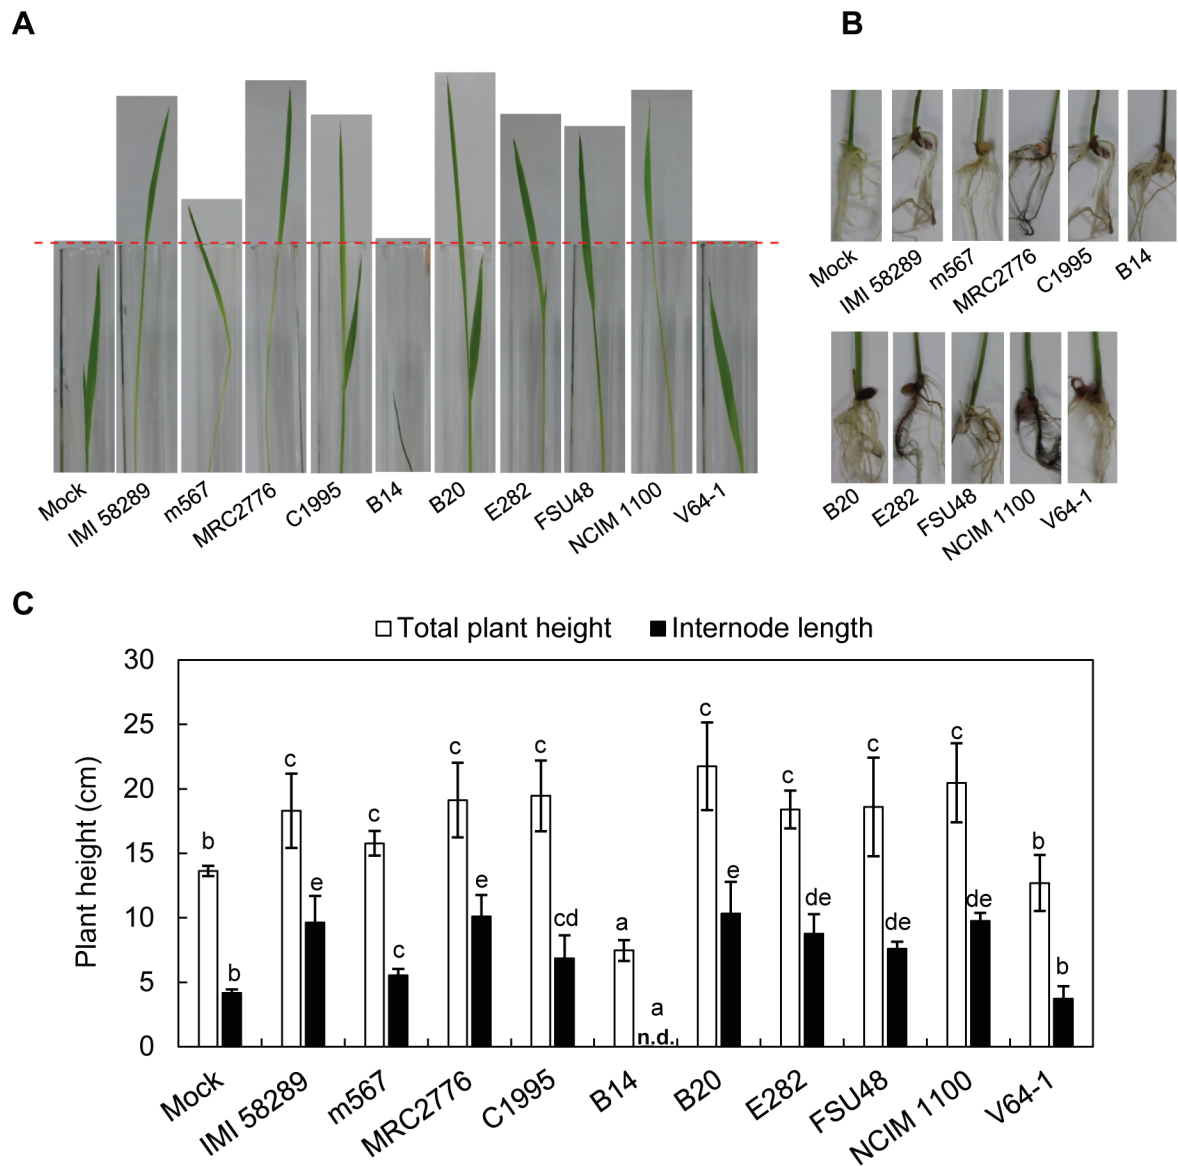 A
B
Mock
IMI 58289
m567
MRC2776
C1995
B14
B20
E282
FSU48
NCIM 1100
V64-1
Mock
IMI 58289
m567
MRC2776
C1995
B14
B20
E282
FSU48
NCIM 1100
V64-1
C
Total plant height
Internode length
Plant height (cm)
30
25
20
15
10
5
0
b
b
c
e
c
c
c
e
c
cd
a
a
n.d.
c
e
c
de
c
de
c
de
b
b
Mock
IMI 58289
m567
MRC2776
C1995
B14
B20
E282
FSU48
NCIM 1100
V64-1